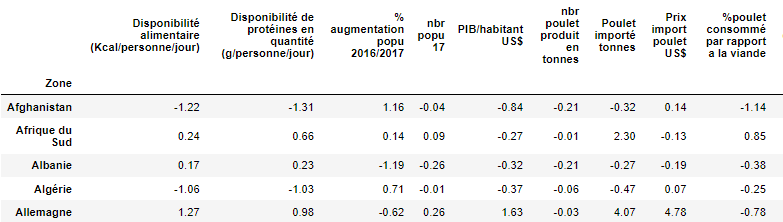 Disponibilité alimentaire (Kcal/personne/jour) Disponibilité de protéines en quantité (g/personne/jour) % augmentation popu 2016/2017 nbr popu 17 PIB/habitant US$ nbr poulet produit en tonnes Poulet importé tonnes Prix import poulet US$ %poulet consommé par rapport a la viande
Zone
Afghanistan -1.22 -1.31 1.16 -0.04 -0.84 -0.21 -0.32 0.14 -1.14
Afrique du Sud 0.24 0.66 0.14 0.09 -0.27 -0.01 2.30 -0.13 0.85
Albanie 0.17 0.23 -1.19 -0.26 -0.32 -0.21 -0.27 -0.19 -0.38
Algérie -1.06 -1.03 0.71 -0.01 -0.37 -0.06 -0.47 0.07 -0.25
Allemagne 1.27 0.98 -0.62 0.26 1.63 -0.03 4.07 4.78 -0.78